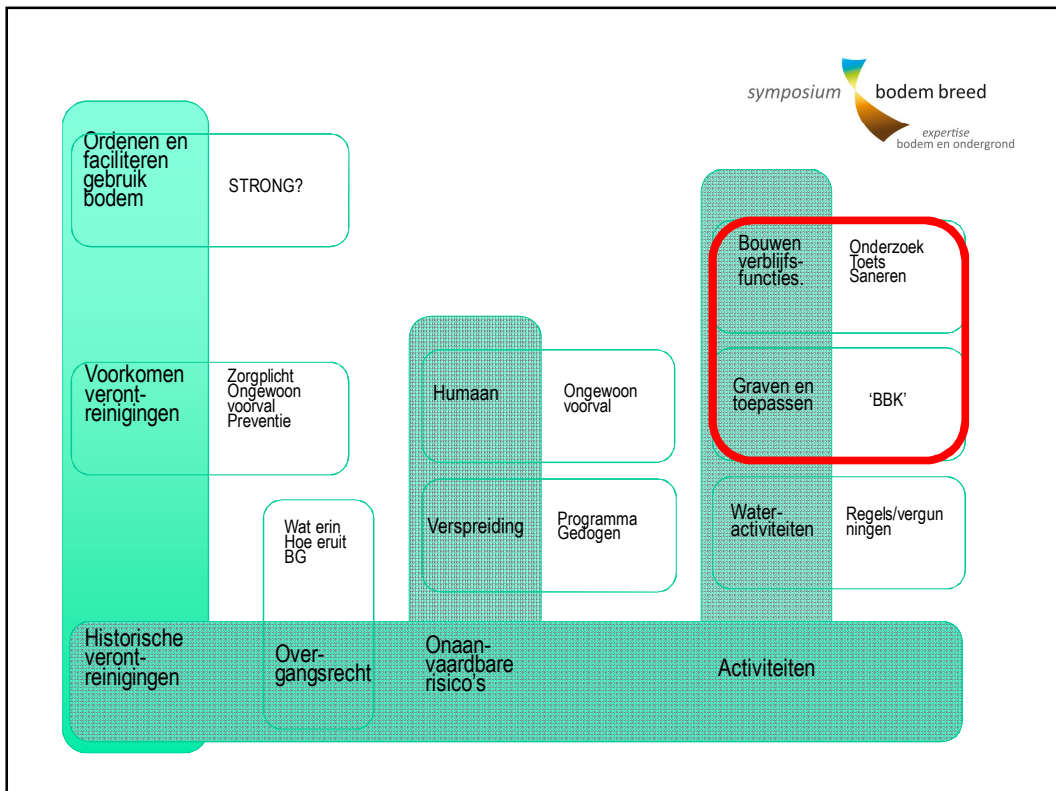 symposium bodem breed
expertise
bodem en ondergrond
Ordenen en
faciliteren
gebruik
bodem
STRONG?
Voorkomen
veront-
reinigingen
Zorgplicht
Ongewoon
voorval
Preventie
Wat erin
Hoe eruit
BG
Historische
veront-
reinigingen
Over-
gangsrecht
Humaan
Ongewoon
voorval
Verspreiding
Programma
Gedogen
Onaan-
vaardbare
risico's
Bouwen
verblijfs-
functies.
Onderzoek
Toets
Saneren
Graven en
toepassen
'BBK'
Water-
activiteiten
Regels/vergun
ningen
Activiteiten